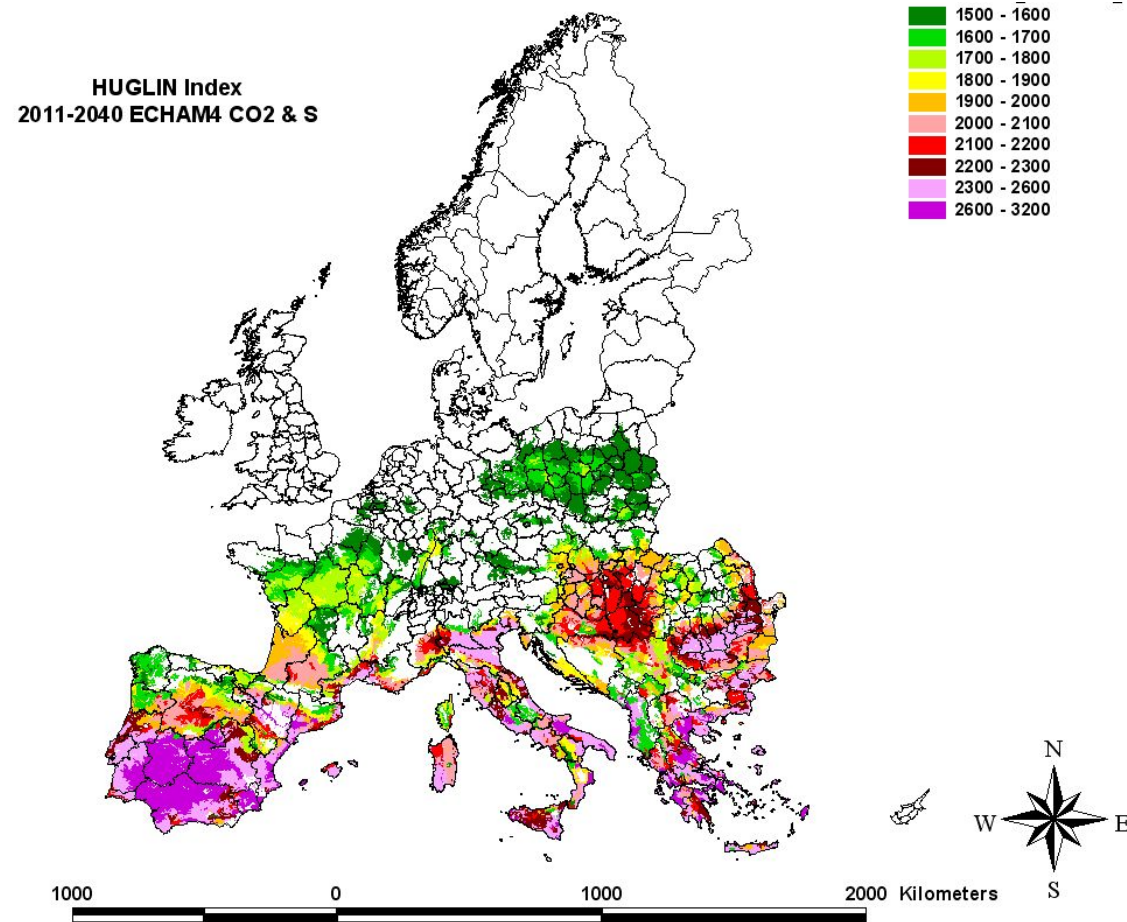 HUGLIN Index
2011-2040 ECHAM4 CO2 & S
1500 - 1600
1600 - 1700
1700 - 1800
1800 - 1900
1900 - 2000
2000 - 2100
2100 - 2200
2200 - 2300
2300 - 2600
2600 - 3200
N
W E
S
1000 0 1000 2000 Kilometers